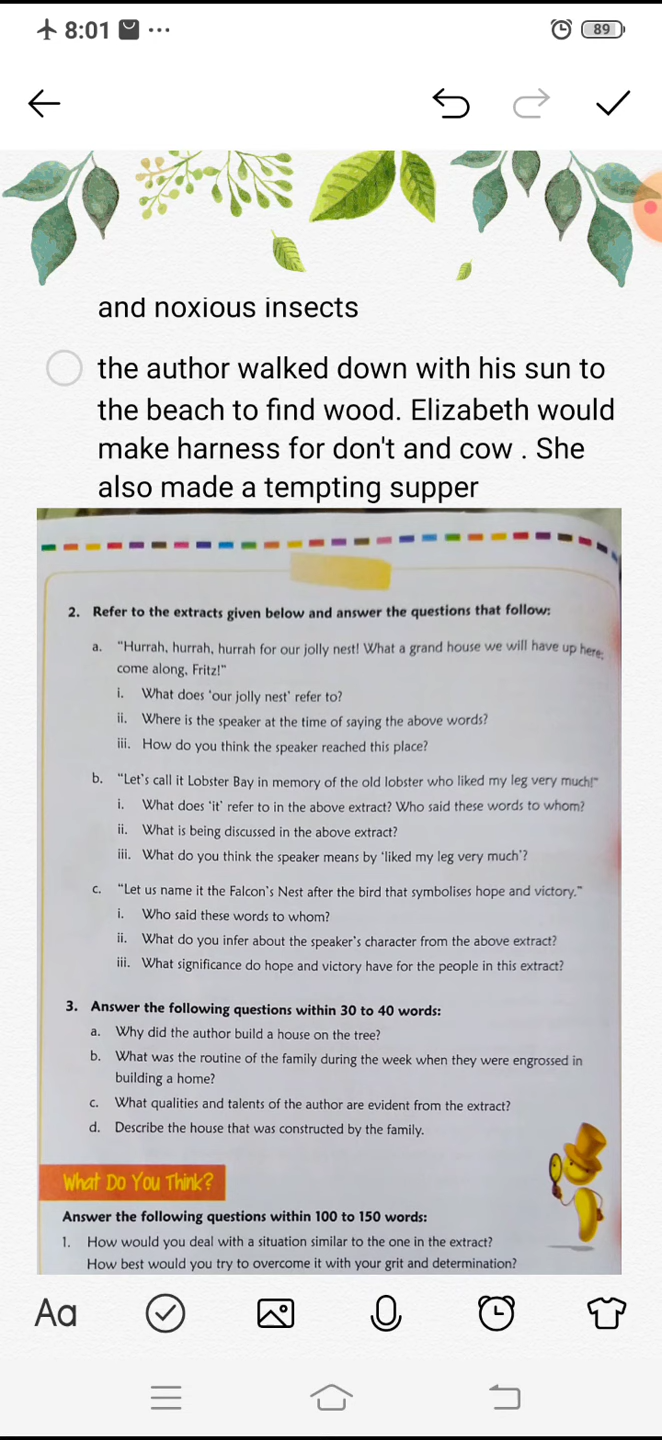 8:01
89
and noxious insects
the author walked down with his sun to
the beach to find wood. Elizabeth would
make harness for don't and cow . She
also made a tempting supper
2. Refer to the extracts given below and answer the questions that follow:
a. "Hurrah, hurrah, hurrah for our jolly nest! What a grand house we will have up here;
come along, Fritz!"
i. What does 'our jolly nest' refer to?
ii. Where is the speaker at the time of saying the above words?
iii. How do you think the speaker reached this place?
b. "Let's call it Lobster Bay in memory of the old lobster who liked my leg very much!"
i. What does 'it' refer to in the above extract? Who said these words to whom?
ii. What is being discussed in the above extract?
iii. What do you think the speaker means by 'liked my leg very much'?
c. "Let us name it the Falcon's Nest after the bird that symbolises hope and victory."
i. Who said these words to whom?
ii. What do you infer about the speaker's character from the above extract?
iii. What significance do hope and victory have for the people in this extract?
3. Answer the following questions within 30 to 40 words:
a. Why did the author build a house on the tree?
b. What was the routine of the family during the week when they were engrossed in
building a home?
c. What qualities and talents of the author are evident from the extract?
d. Describe the house that was constructed by the family.
What Do You Think?
Answer the following questions within 100 to 150 words:
1. How would you deal with a situation similar to the one in the extract?
How best would you try to overcome it with your grit and determination?
Aa